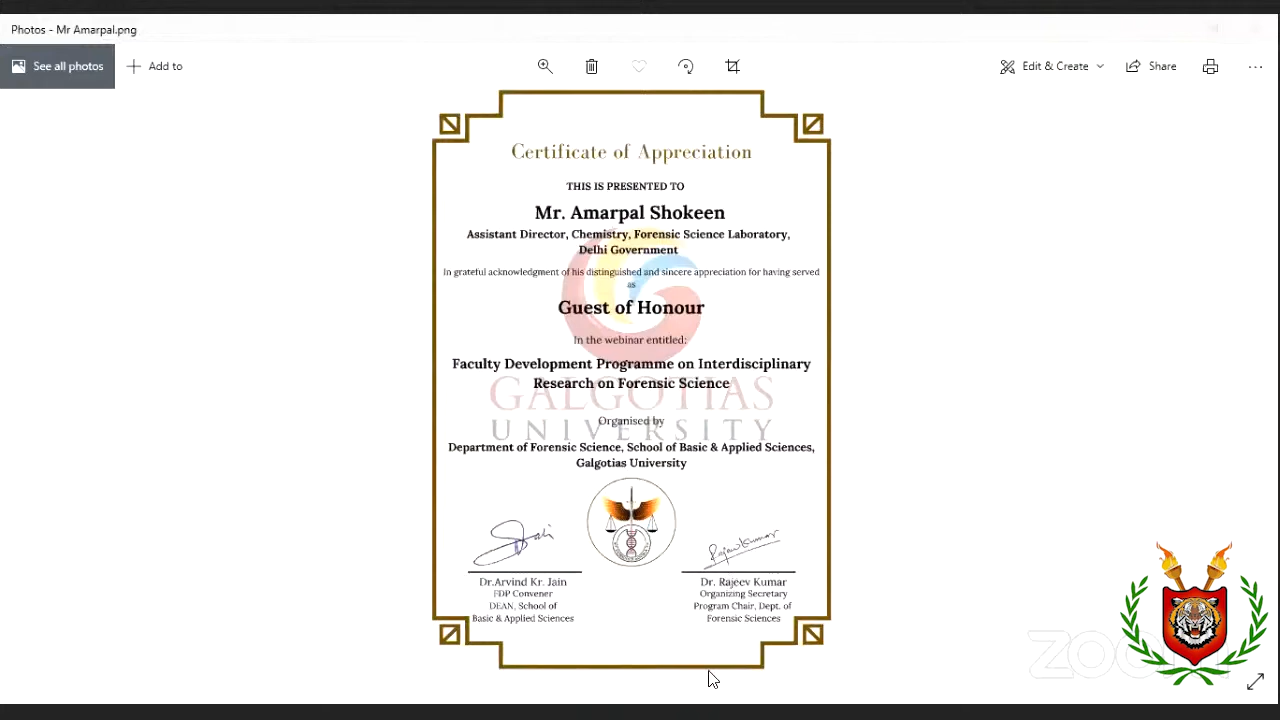 Photos - Mr Amarpal.png
See all photos
Add to
Edit & Create
Share
Certificate of Appreciation
THIS IS PRESENTED TO
Mr. Amarpal Shokeen
Assistant Director, Chemistry, Forensic Science Laboratory,
Delhi Government
In grateful acknowledgment of his distinguished and sincere appreciation for having served
as
Guest of Honour
In the webinar entitled:
Faculty Development Programme on Interdisciplinary
Research on Forensic Science
GALGOTIAS
UNIVERSITY
Organised by
Department of Forensic Science, School of Basic & Applied Sciences,
Galgotias University
Rajeev Kumar
Dr.Arvind Kr. Jain
FDP Convener
DEAN, School of
Basic & Applied Sciences
Dr. Rajeev Kumar
Organizing Secretary
Program Chair, Dept. of
Forensic Sciences